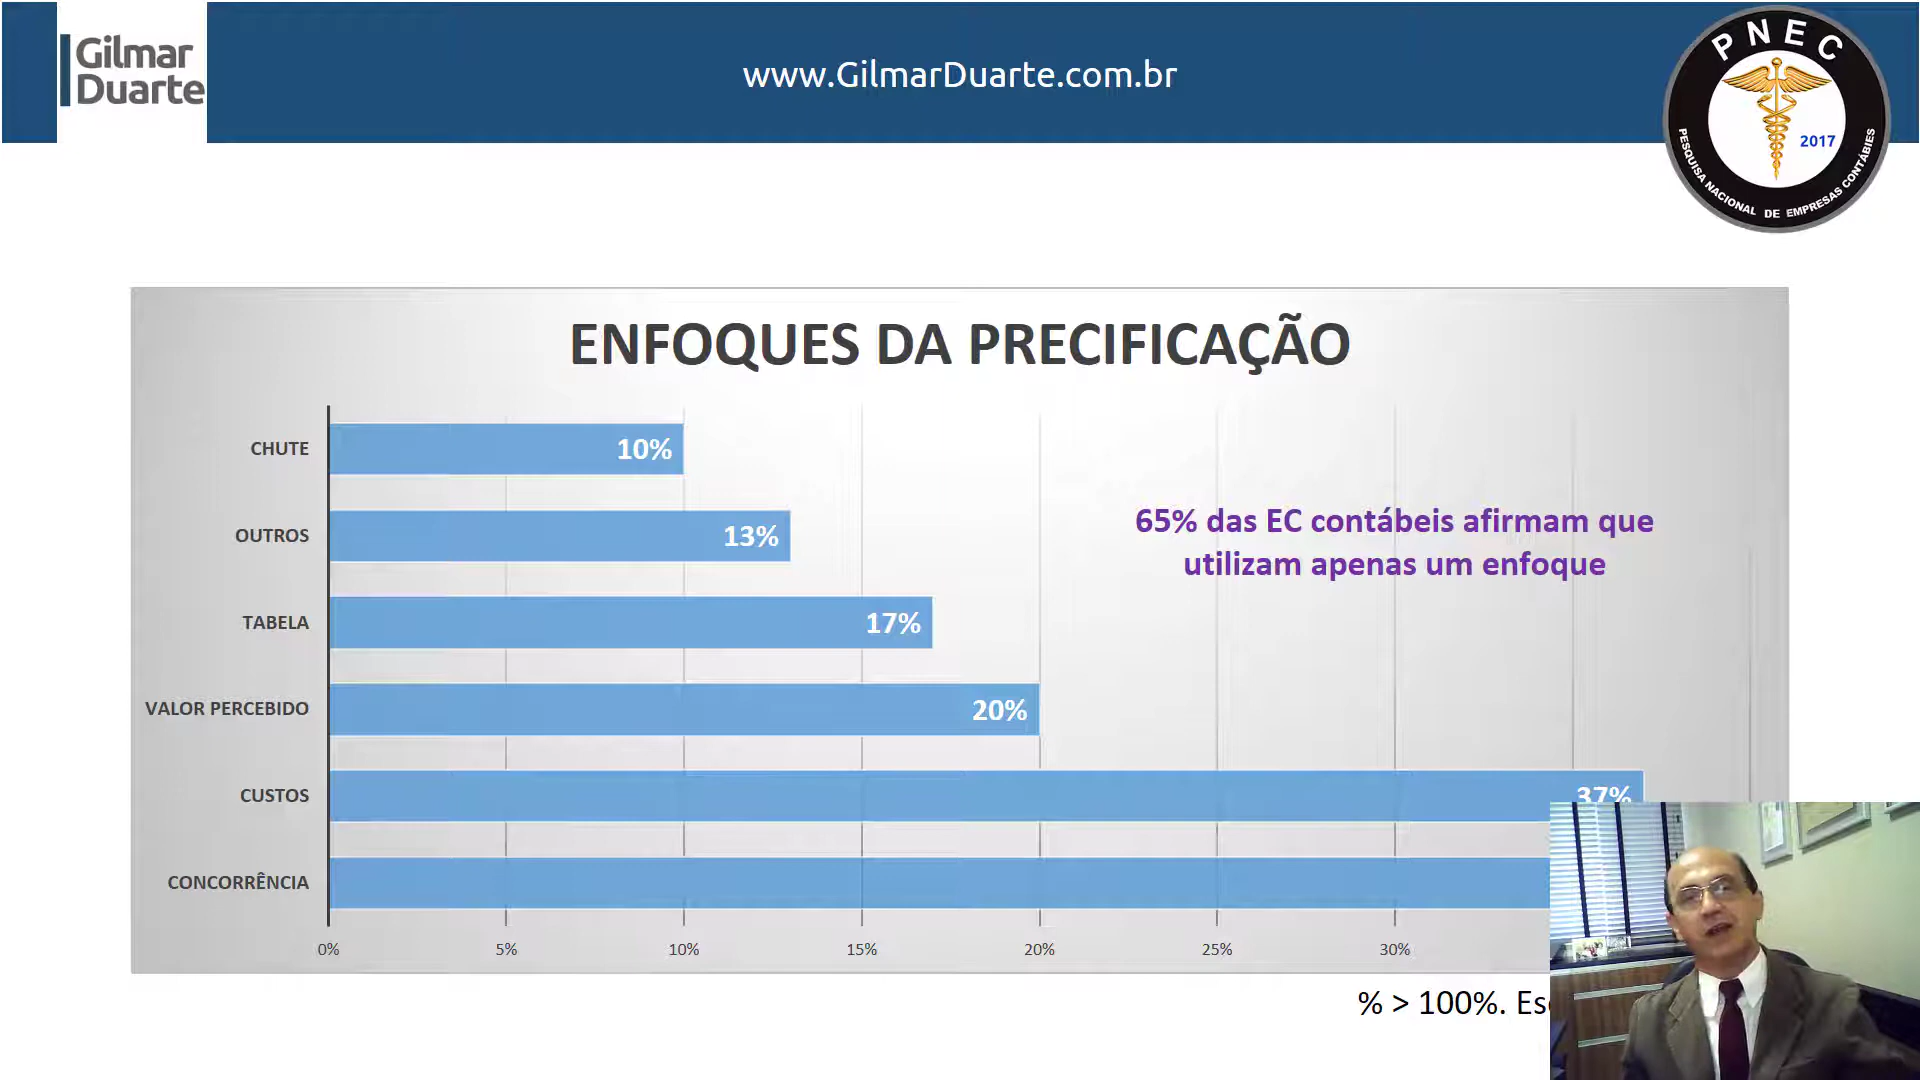 Gilmar
Duarte
www.GilmarDuarte.com.br
PNEC
2017
PESQUISA NACIONAL DE EMPRESAS CONTÁBIES
ENFOQUES DA PRECIFICAÇÃO
CHUTE
10%
OUTROS
13%
65% das EC contábeis afirmam que
utilizam apenas um enfoque
TABELA
17%
VALOR PERCEBIDO
20%
CUSTOS
37%
CONCORRÊNCIA
0% 5% 10% 15% 20% 25% 30%
% > 100%.